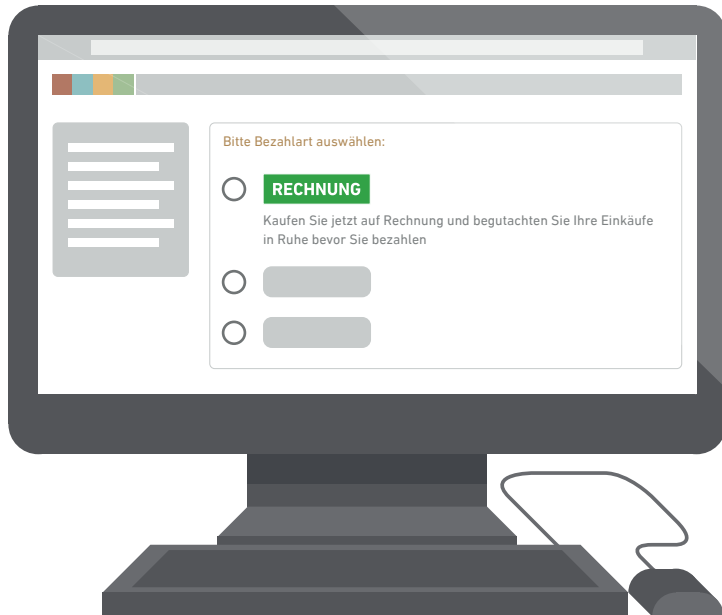 Bitte Bezahlart auswählen:
RECHNUNG
Kaufen Sie jetzt auf Rechnung und begutachten Sie Ihre Einkäufe
in Ruhe bevor Sie bezahlen